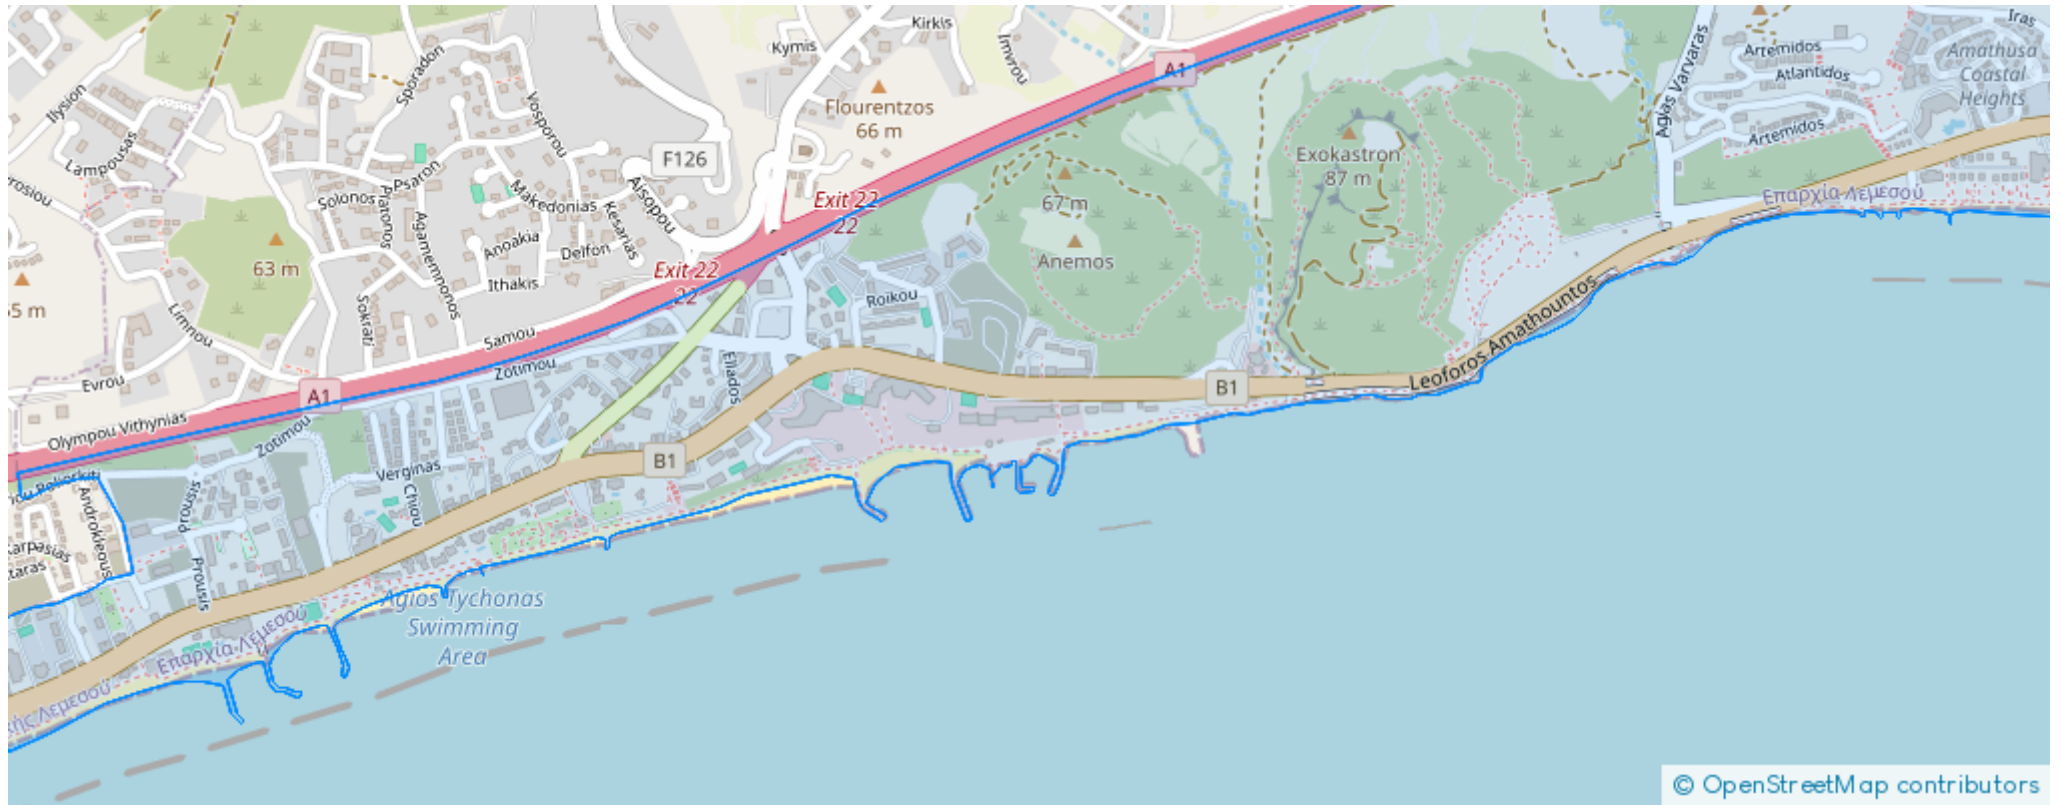 Kirkis
Iras
Kymis
Imvrou
Artemidos
Amathusa
Coastal
Heights
Sporadon
A1
Atlantidos
Ilysion
Flourentzos
66 m
Agias Varvaras
Vosporou
Artemidos
Lampousas
F126
Exokastron
87 m
Psaron
Makedonias
Aisopou
Solonos
Platonos
Exit 22
22
67 m
Επαρχία Λεμεσού
Agamemnonos
Kesarias
Anoakia
Delfon
63 m
Exit 22
22
Anemos
Ithakis
Roikou
Sokrati
Limnou
Samou
Leoforos Amathountos
Zotimou
Ellados
Evrou
A1
B1
Olympou Vithynias
Zotimou
B1
Verginas
Androkleous
Prousis
Chiou
Prousis
Agios Tychonas
Swimming
Area
Επαρχία Λεμεσού
© OpenStreetMap contributors